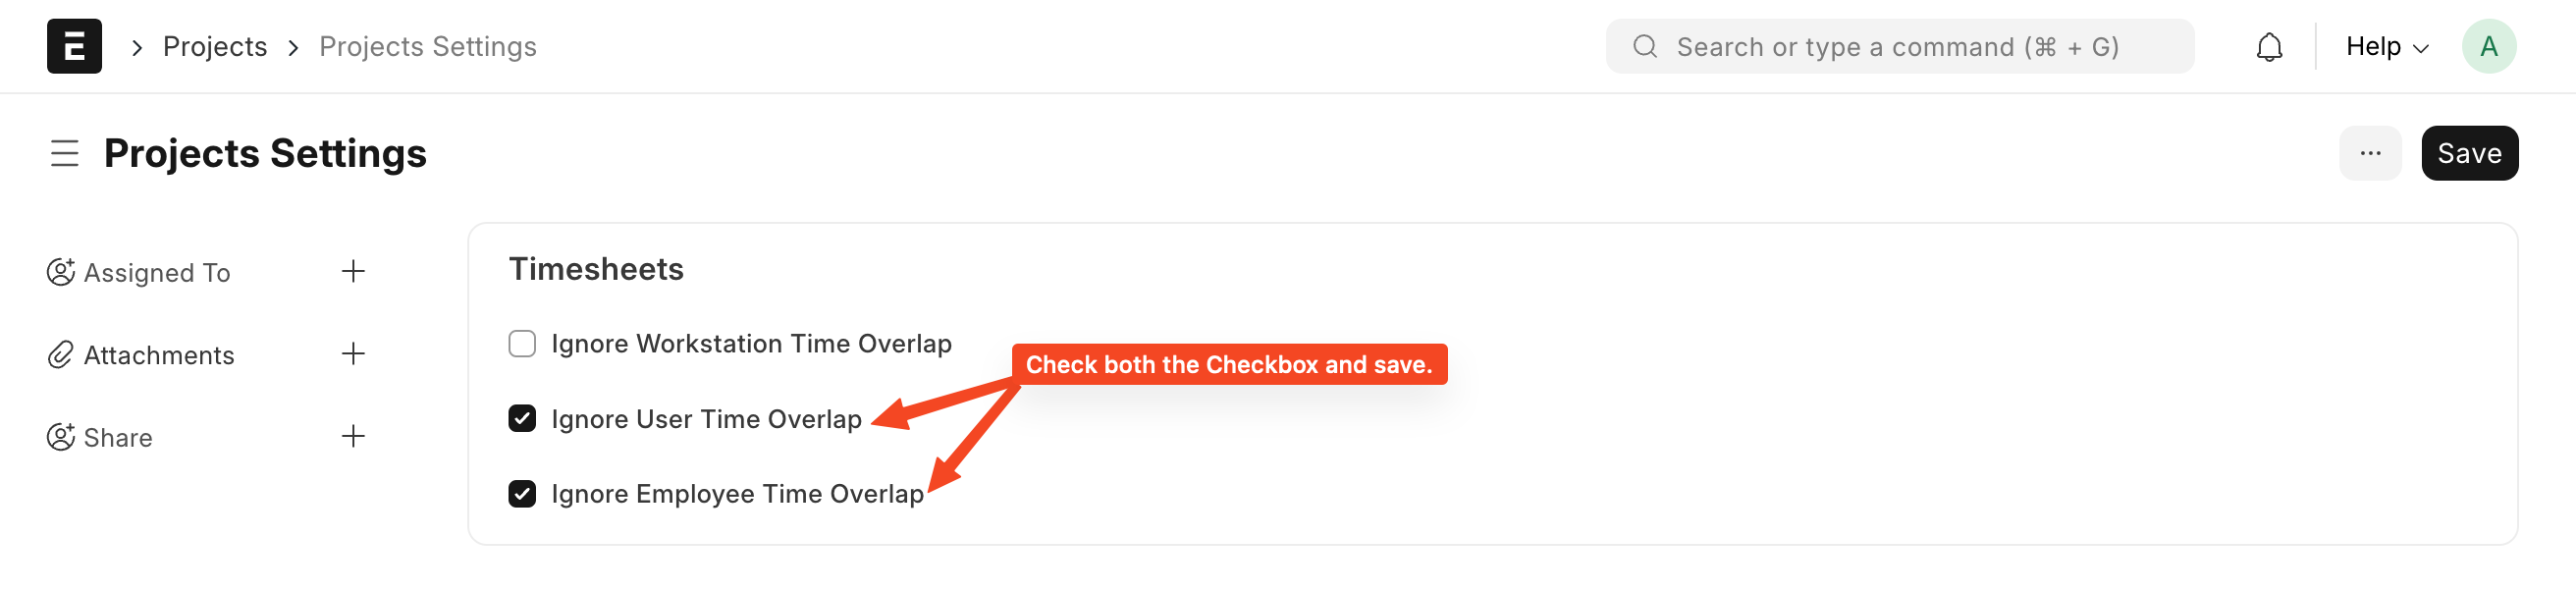 Projects Projects Settings Search or type a command (⌘ + G) Help A
Projects Settings ... Save
Assigned To
Attachments
Share
Timesheets
Ignore Workstation Time Overlap
Check both the Checkbox and save.
Ignore User Time Overlap
Ignore Employee Time Overlap